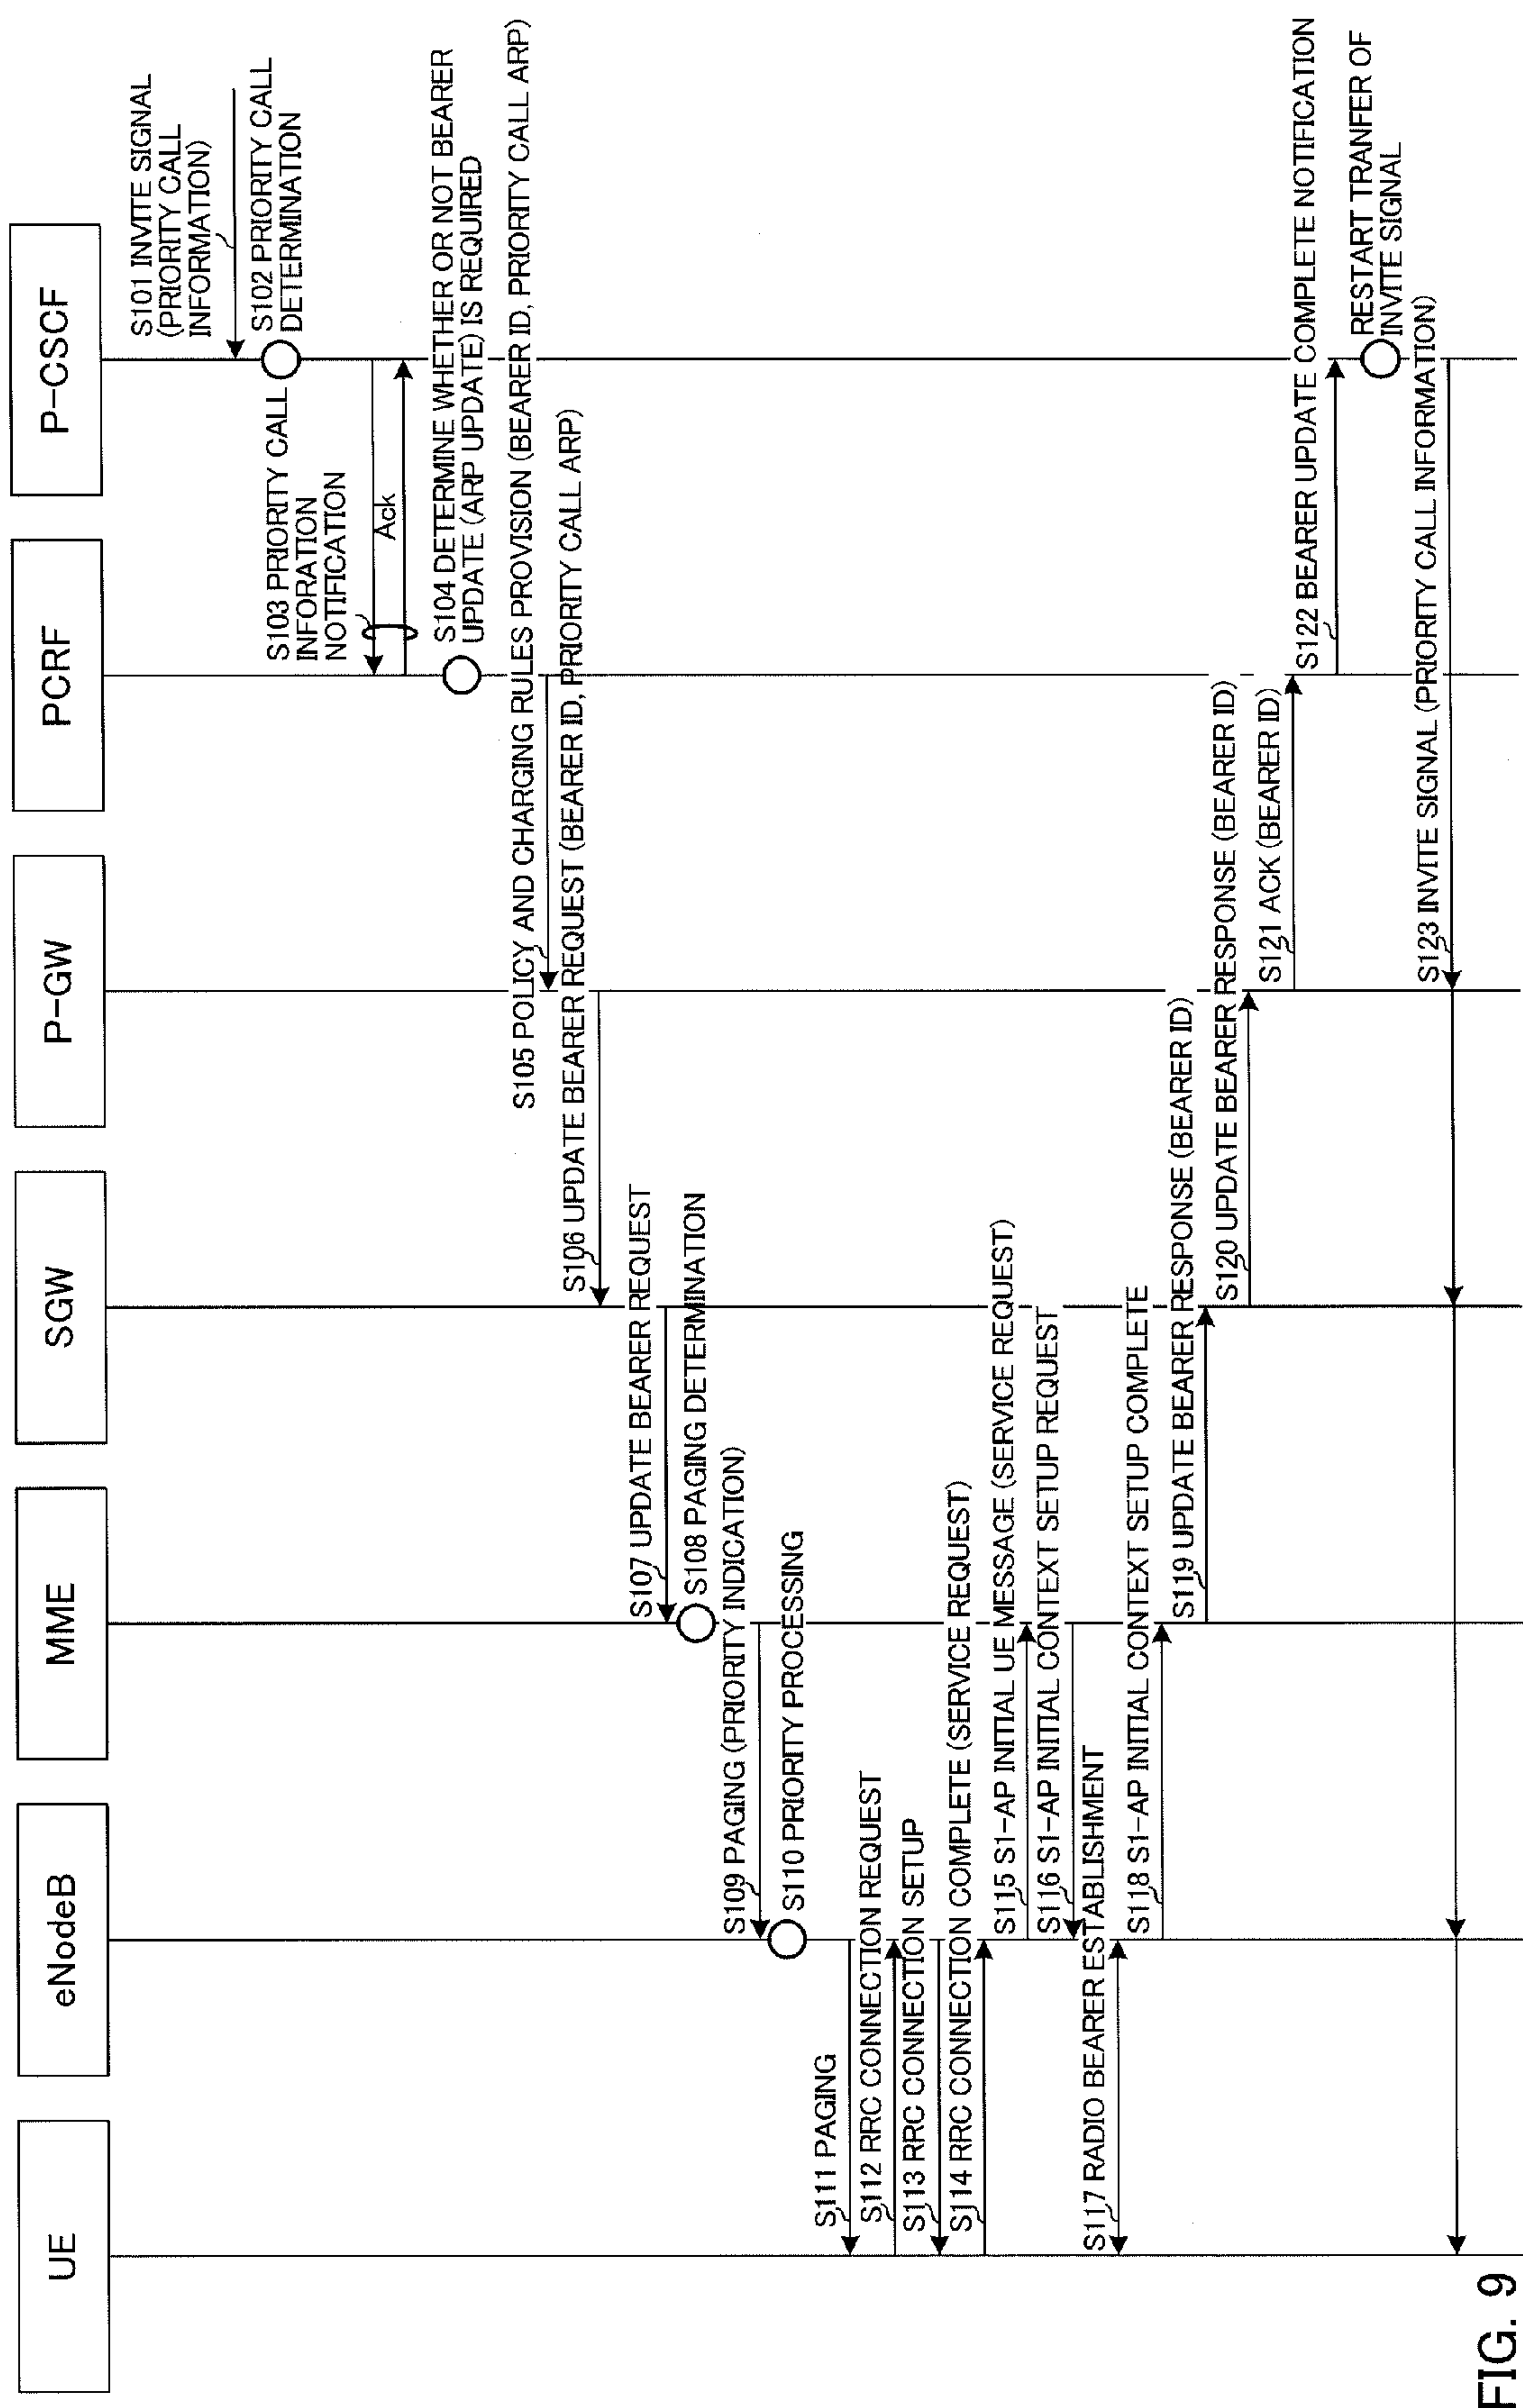 UE
eNodeB
MME
SGW
P-GW
PCRF
P-CSCF
S101 INVITE SIGNAL
(PRIORITY CALL
INFORMATION)
S102 PRIORITY CALL
DETERMINATION
S103 PRIORITY CALL
INFORATION
NOTIFICATION
Ack
S104 DETERMINE WHETHER OR NOT BEARER
UPDATE (ARP UPDATE) IS REQUIRED
S105 POLICY AND CHARGING RULES PROVISION (BEARER ID, PRIORITY CALL ARP)
S106 UPDATE BEARER REQUEST (BEARER ID, PRIORITY CALL ARP)
S107 UPDATE BEARER REQUEST
S108 PAGING DETERMINATION
S109 PAGING (PRIORITY INDICATION)
S110 PRIORITY PROCESSING
S111 PAGING
S112 RRC CONNECTION REQUEST
S113 RRC CONNECTION SETUP
S114 RRC CONNECTION COMPLETE (SERVICE REQUEST)
S115 S1-AP INITIAL UE MESSAGE (SERVICE REQUEST)
S116 S1-AP INITIAL CONTEXT SETUP REQUEST
S117 RADIO BEARER ESTABLISHMENT
S118 S1-AP INITIAL CONTEXT SETUP COMPLETE
S119 UPDATE BEARER RESPONSE (BEARER ID)
S120 UPDATE BEARER RESPONSE (BEARER ID)
S121 ACK (BEARER ID)
S122 BEARER UPDATE COMPLETE NOTIFICATION
RESTART TRANFER OF
INVITE SIGNAL
S123 INVITE SIGNAL (PRIORITY CALL INFORMATION)
FIG. 9